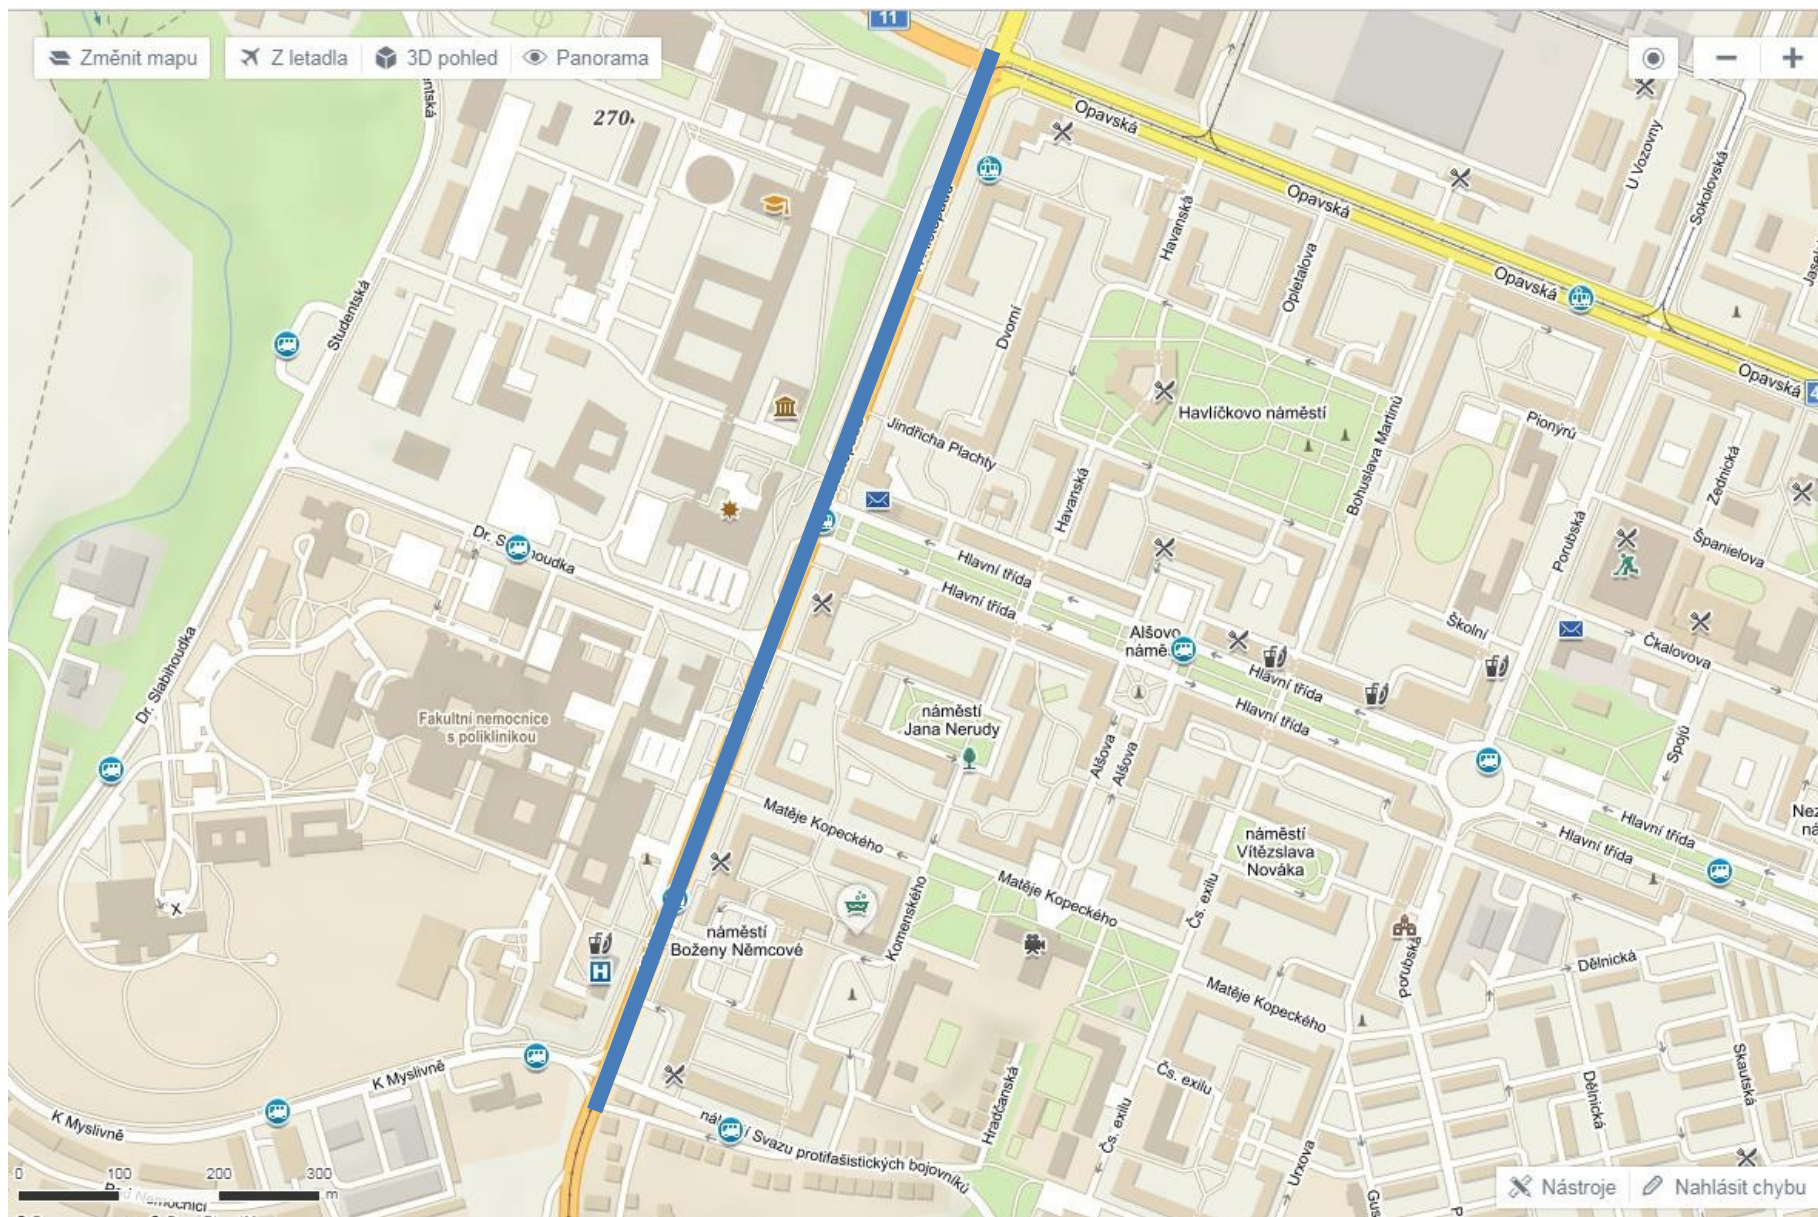 11
Změnit mapu
Z letadla
3D pohled
Panorama
270
Opavská
U Vozovny
Sokolovská
Opavská
Havanská
Opletalova
Opavská
Studentská
Dvorní
Opavská
4
Havlíčkovo náměstí
Jindřicha Plachty
Bohuslava Martinů
Pionýrů
Zednická
Havanská
Porubská
Španielova
Dr. S
houdka
Hlavní třída
Hlavní třída
Alšovo
Školní
Čkalovova
Dr. Slabihoudka
Hlavní třída
Hlavní třída
Fakultní nemocnice
s poliklinikou
náměstí
Jana Nerudy
Alšova
Alšova
Spojů
Matěje Kopeckého
náměstí
Vítězslava
Nováka
Hlavní třída
Hlavní třída
Matěje Kopeckého
Komenského
Čs. exilu
náměstí
Boženy Němcové
H
Porubská
Dělnická
Matěje Kopeckého
K Myslivně
Čs. exilu
Skautská
Dělnická
Hradčanská
Čs. exilu
K Myslivně
Svazu protifašistických bojovníků
Urxova
0 100 200 300
m
Nástroje
Nahlásit chybu